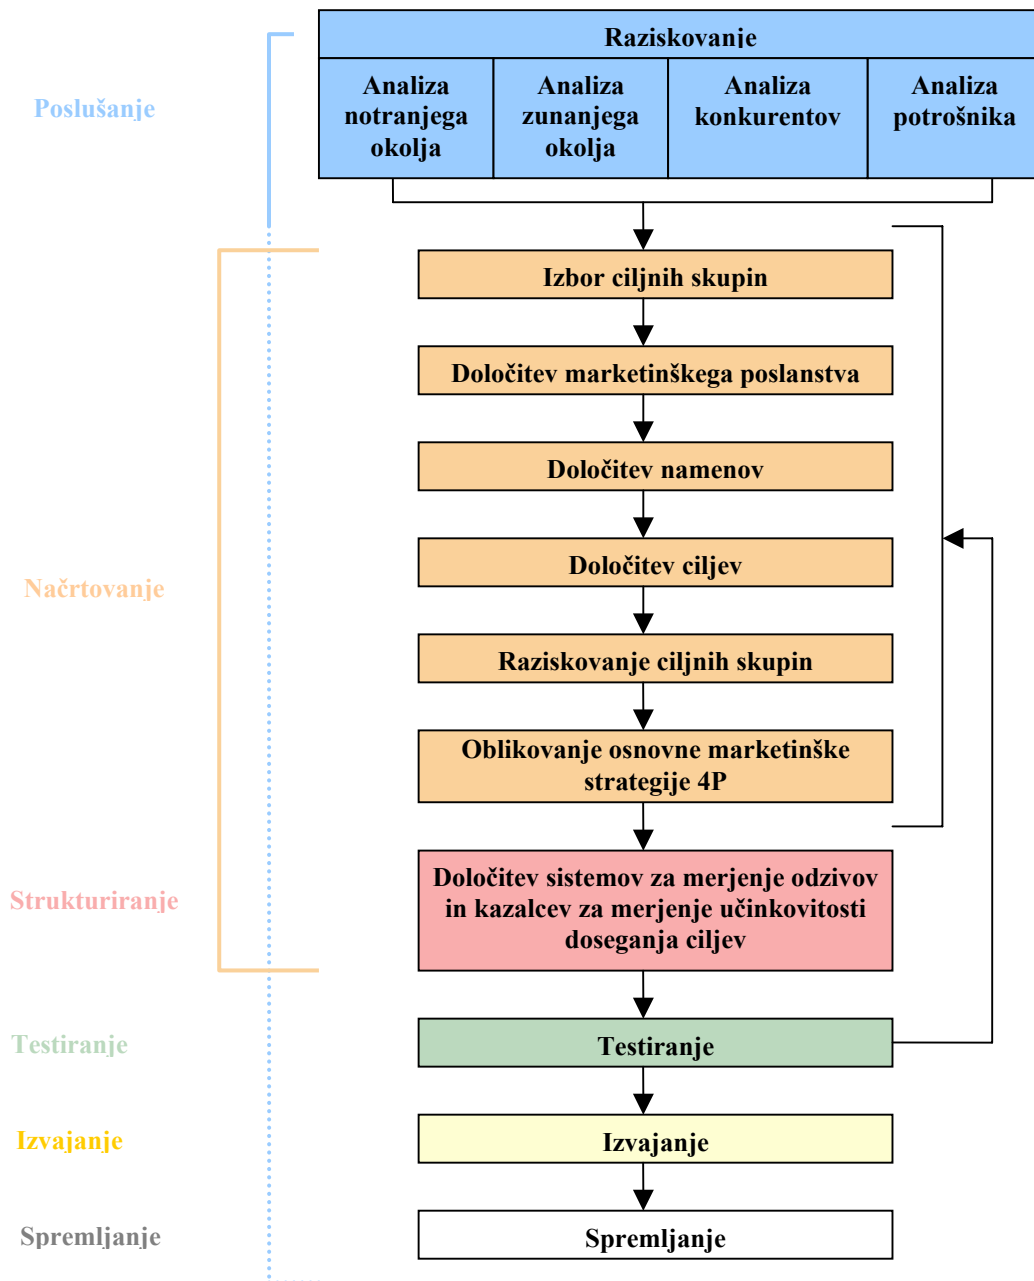 Raziskovanje
Poslušanje
Analiza
notranjega
okolja
Analiza
zunanjega
okolja
Analiza
konkurentov
Analiza
potrošnika
Izbor ciljnih skupin
Določitev marketinškega poslanstva
Določitev namenov
Načrtovanje
Določitev ciljev
Raziskovanje ciljnih skupin
Oblikovanje osnovne marketinške
strategije 4P
Strukturiranje
Določitev sistemov za merjenje odzivov
in kazalcev za merjenje učinkovitosti
doseganja ciljev
Testiranje
Testiranje
Izvajanje
Izvajanje
Spremljanje
Spremljanje